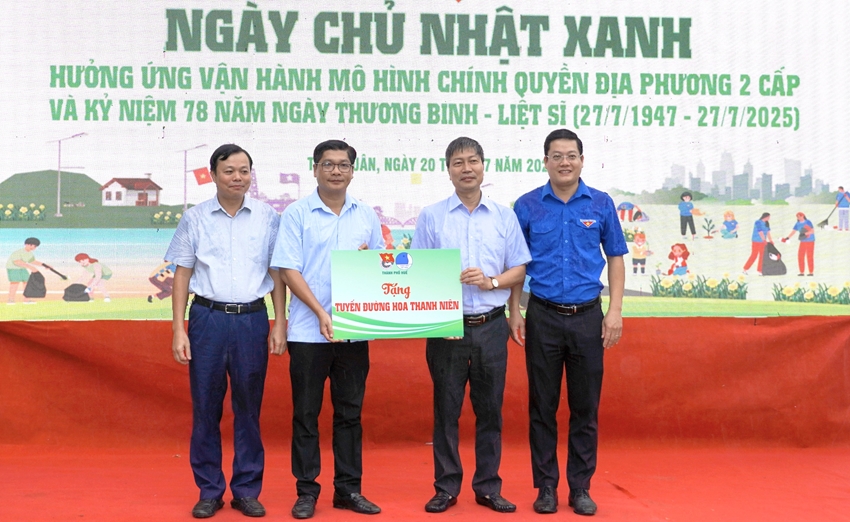 NGÀY CHỦ NHẬT XANH
HƯỞNG ỨNG VẬN HÀNH MÔ HÌNH CHÍNH QUYỀN ĐỊA PHƯƠNG 2 CẤP
VÀ KỶ NIỆM 78 NĂM NGÀY THƯƠNG BINH - LIỆT SĨ (27/7/1947 - 27/7/2025)
NGÀY 20 NĂM
THÀNH PHỐ HUẾ
Tặng
TUYẾN ĐƯỜNG HOA THANH NIÊN